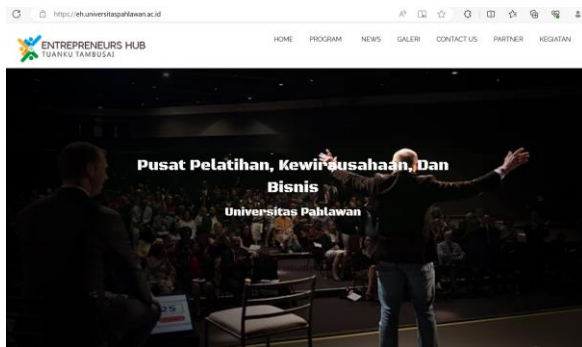 https://eh.universitaspahlawan.ac.id
ENTREPRENEURS HUB
TUANKU TAMBUSAI
HOME PROGRAM NEWS GALERI CONTACT US PARTNER KEGIATAN
Pusat Pelatihan, Kewirausahaan, Dan
Bisnis
Universitas Pahlawan
25